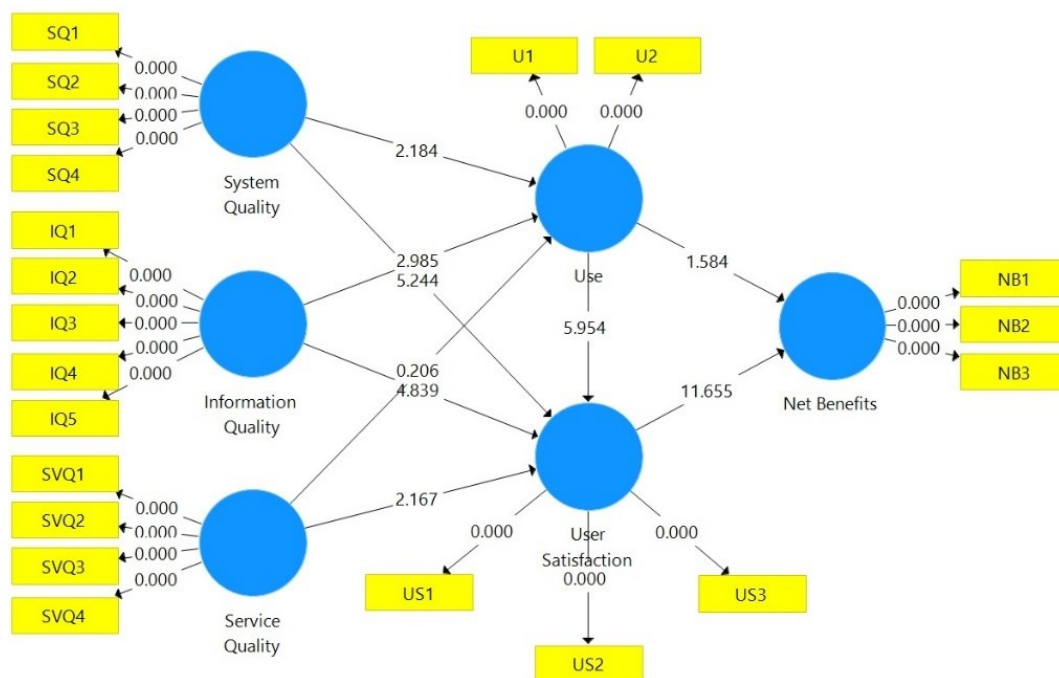 SQ1
0.000
SQ2
0.000
SQ3
0.000
SQ4
0.000
System
Quality
IQ1
0.000
IQ2
0.000
IQ3
0.000
IQ4
0.000
IQ5
0.000
Information
Quality
SVQ1
0.000
SVQ2
0.000
SVQ3
0.000
SVQ4
0.000
Service
Quality
2.184
2.985
5.244
0.206
4.839
2.167
U1
U2
0.000
0.000
Use
5.954
1.584
11.655
User
Satisfaction
0.000
0.000
0.000
US1
US2
US3
Net Benefits
0.000
NB1
0.000
NB2
0.000
NB3